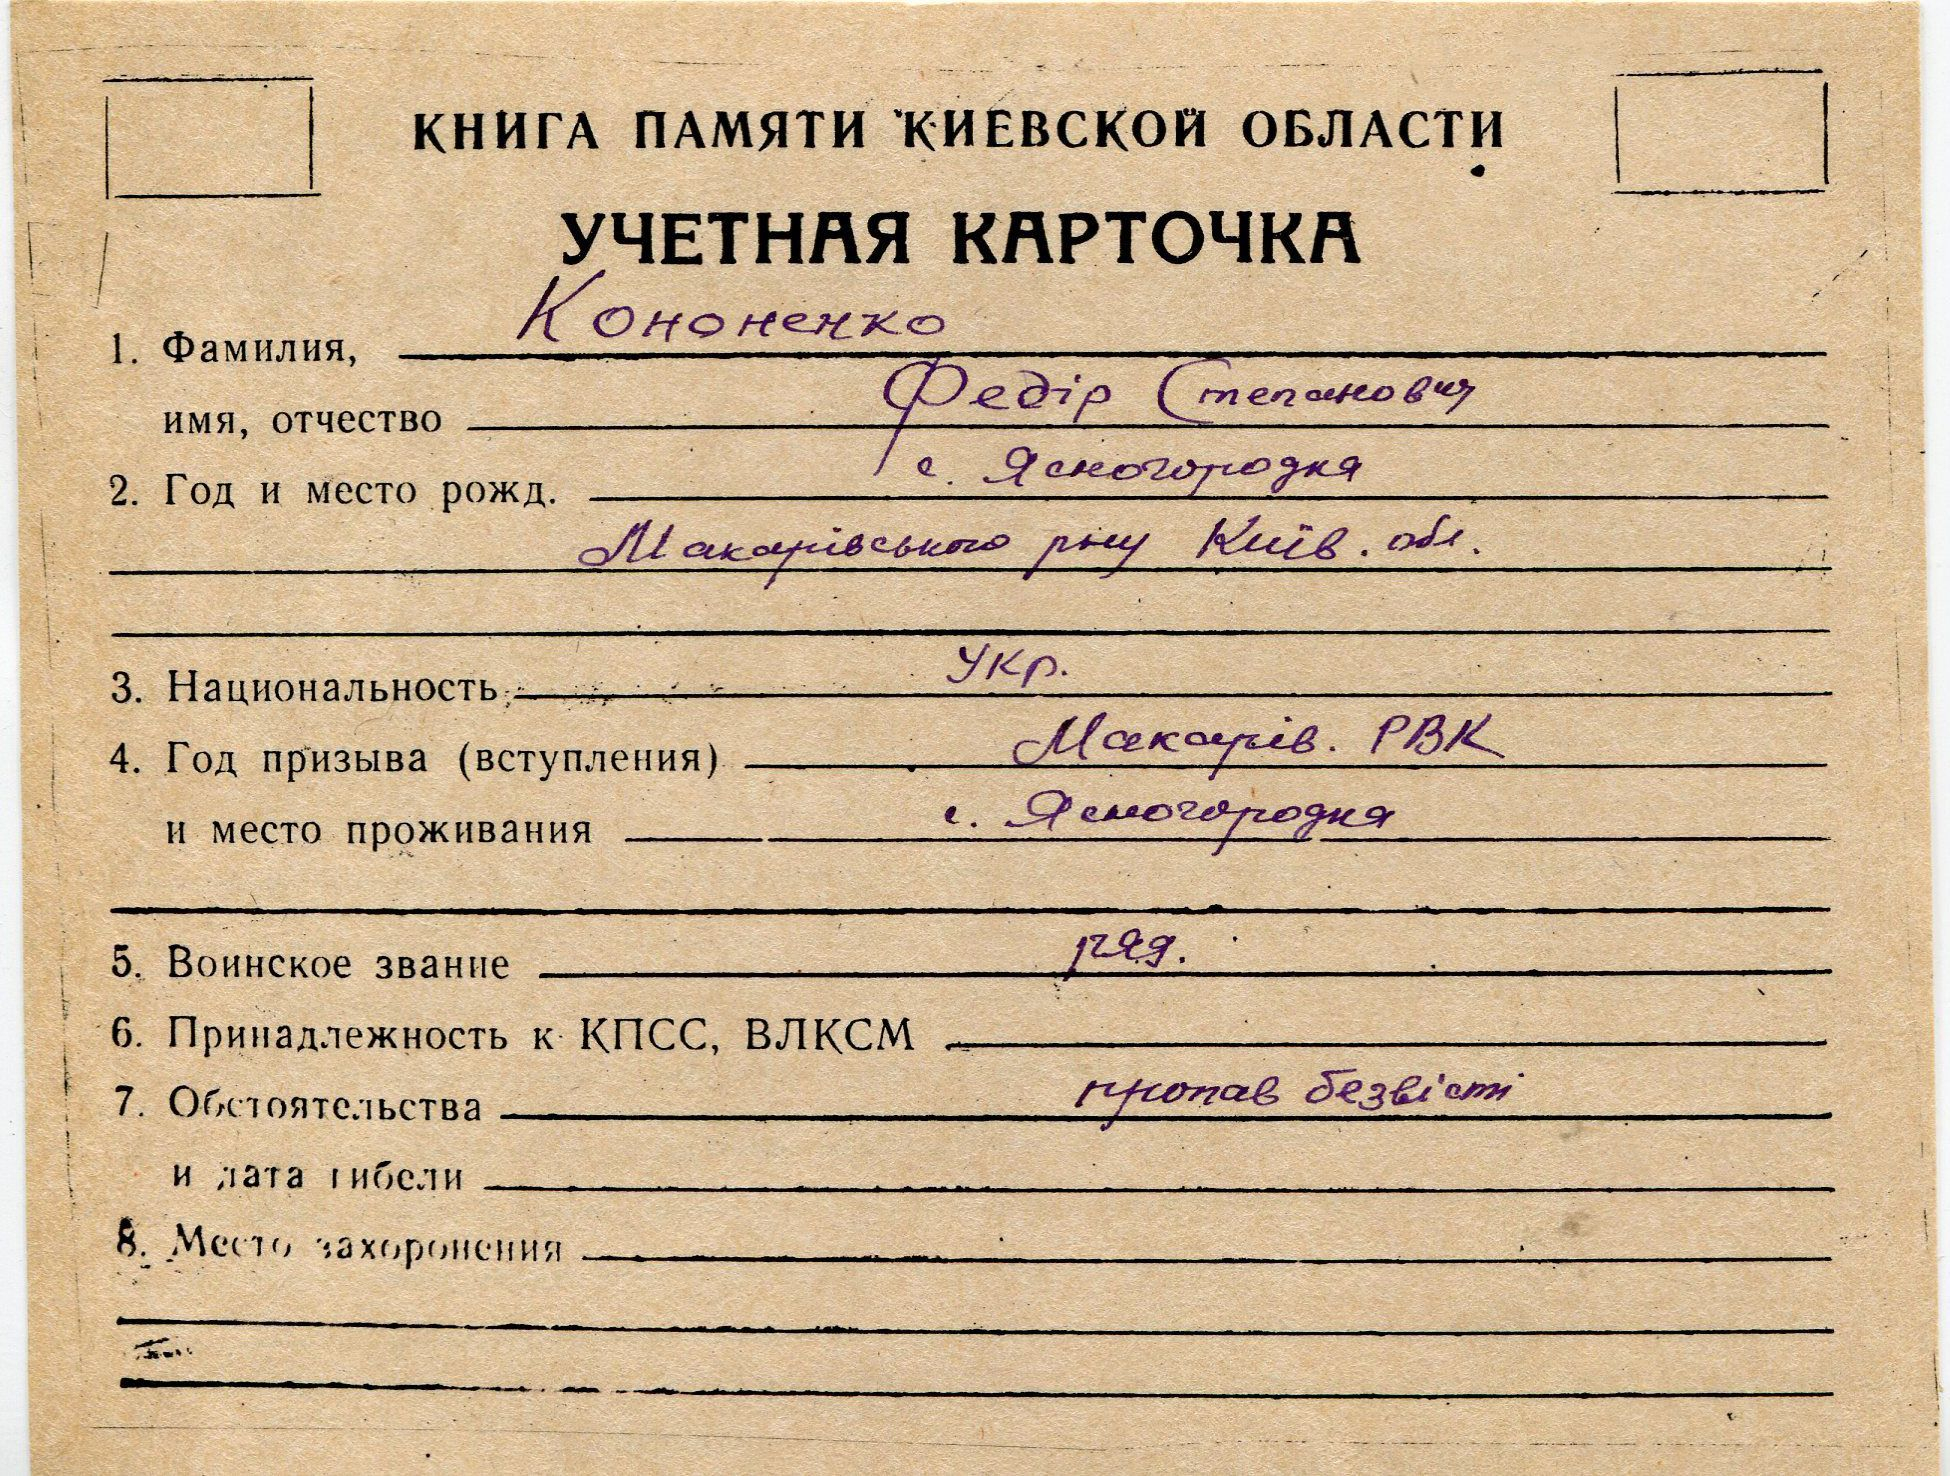 КНИГА ПАМЯТИ КИЕВСКОЙ ОБЛАСТИ
УЧЕТНАЯ КАРТОЧКА
1. Фамилия, Кононенко
имя, отчество Федір Степанович
2. Год и место рожд. с. Ясногородка
Макарівського р-ну Київ. обл.
3. Национальность Укр.
4. Год призыва (вступления) Макарів. РВК
и место проживания с. Ясногородка
5. Воинское звание ряд.
6. Принадлежность к КПСС, ВЛКСМ
7. Обстоятельства пропав безвісті
и дата гибели
8. Место захоронения